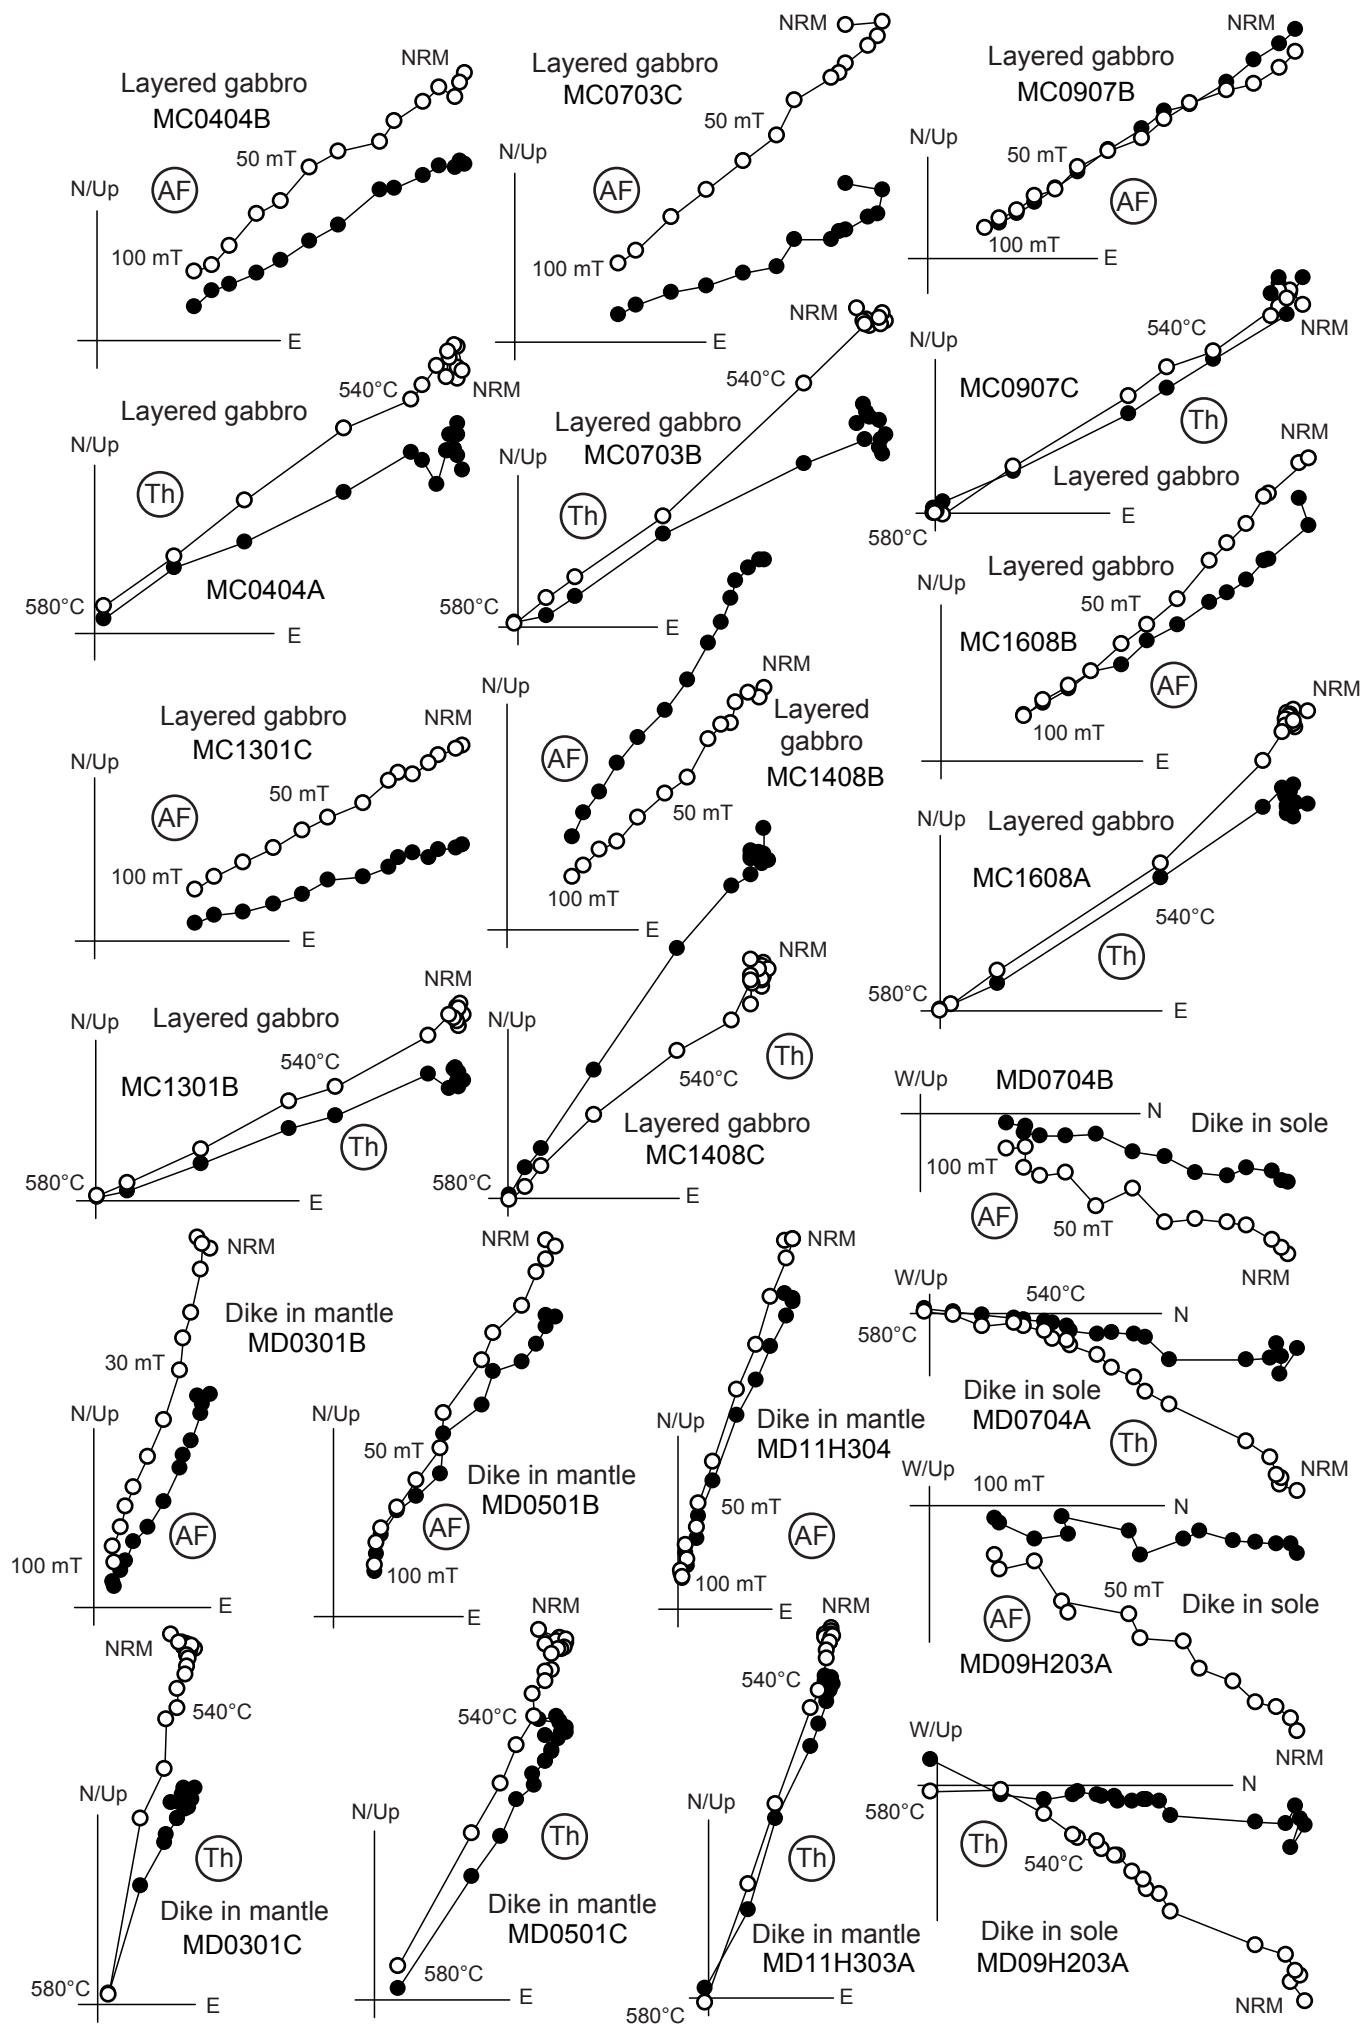 NRM
Layered gabbro
MC0404B
50 mT
N/Up
AF
100 mT
E
NRM
Layered gabbro
MC0703C
50 mT
N/Up
AF
100 mT
E
NRM
Layered gabbro
MC0907B
N/Up
50 mT
AF
100 mT
E
540°C
NRM
Layered gabbro
N/Up
Th
580°C
MC0404A
E
NRM
540°C
Layered gabbro
MC0703B
N/Up
Th
580°C
E
540°C
NRM
N/Up
MC0907C
Th
Layered gabbro
E
580°C
NRM
Layered gabbro
N/Up
50 mT
MC1608B
AF
100 mT
E
Layered gabbro
MC1301C
NRM
N/Up
50 mT
AF
100 mT
E
NRM
N/Up
Layered
gabbro
MC1408B
AF
50 mT
100 mT
E
NRM
N/Up
Layered gabbro
MC1608A
540°C
Th
580°C
E
NRM
N/Up
Layered gabbro
540°C
MC1301B
Th
580°C
E
NRM
N/Up
Th
540°C
Layered gabbro
MC1408C
580°C
E
W/Up
MD0704B
N
Dike in sole
100 mT
AF
50 mT
NRM
NRM
Dike in mantle
MD0301B
30 mT
N/Up
AF
100 mT
E
NRM
N/Up
50 mT
Dike in mantle
MD0501B
AF
100 mT
E
NRM
N/Up
Dike in mantle
MD11H304
50 mT
AF
100 mT
E
W/Up
540°C
N
580°C
Dike in sole
MD0704A
Th
NRM
W/Up
100 mT
N
50 mT
Dike in sole
AF
MD09H203A
NRM
NRM
540°C
N/Up
Th
Dike in mantle
MD0301C
580°C
E
NRM
540°C
N/Up
Th
Dike in mantle
MD0501C
580°C
E
NRM
540°C
N/Up
Th
Dike in mantle
MD11H303A
580°C
E
W/Up
N
580°C
Th
540°C
Dike in sole
MD09H203A
NRM